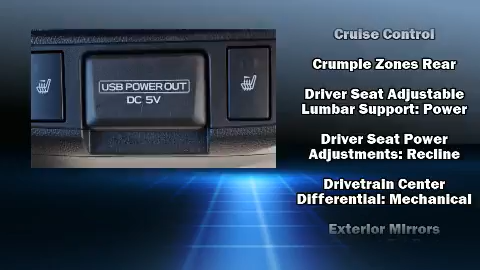 USB POWER OUT
DC 5V
Cruise Control
Crumple Zones Rear
Driver Seat Adjustable
Lumbar Support: Power
Driver Seat Power
Adjustments: Recline
Drivetrain Center
Differential: Mechanical
Exterior Mirrors